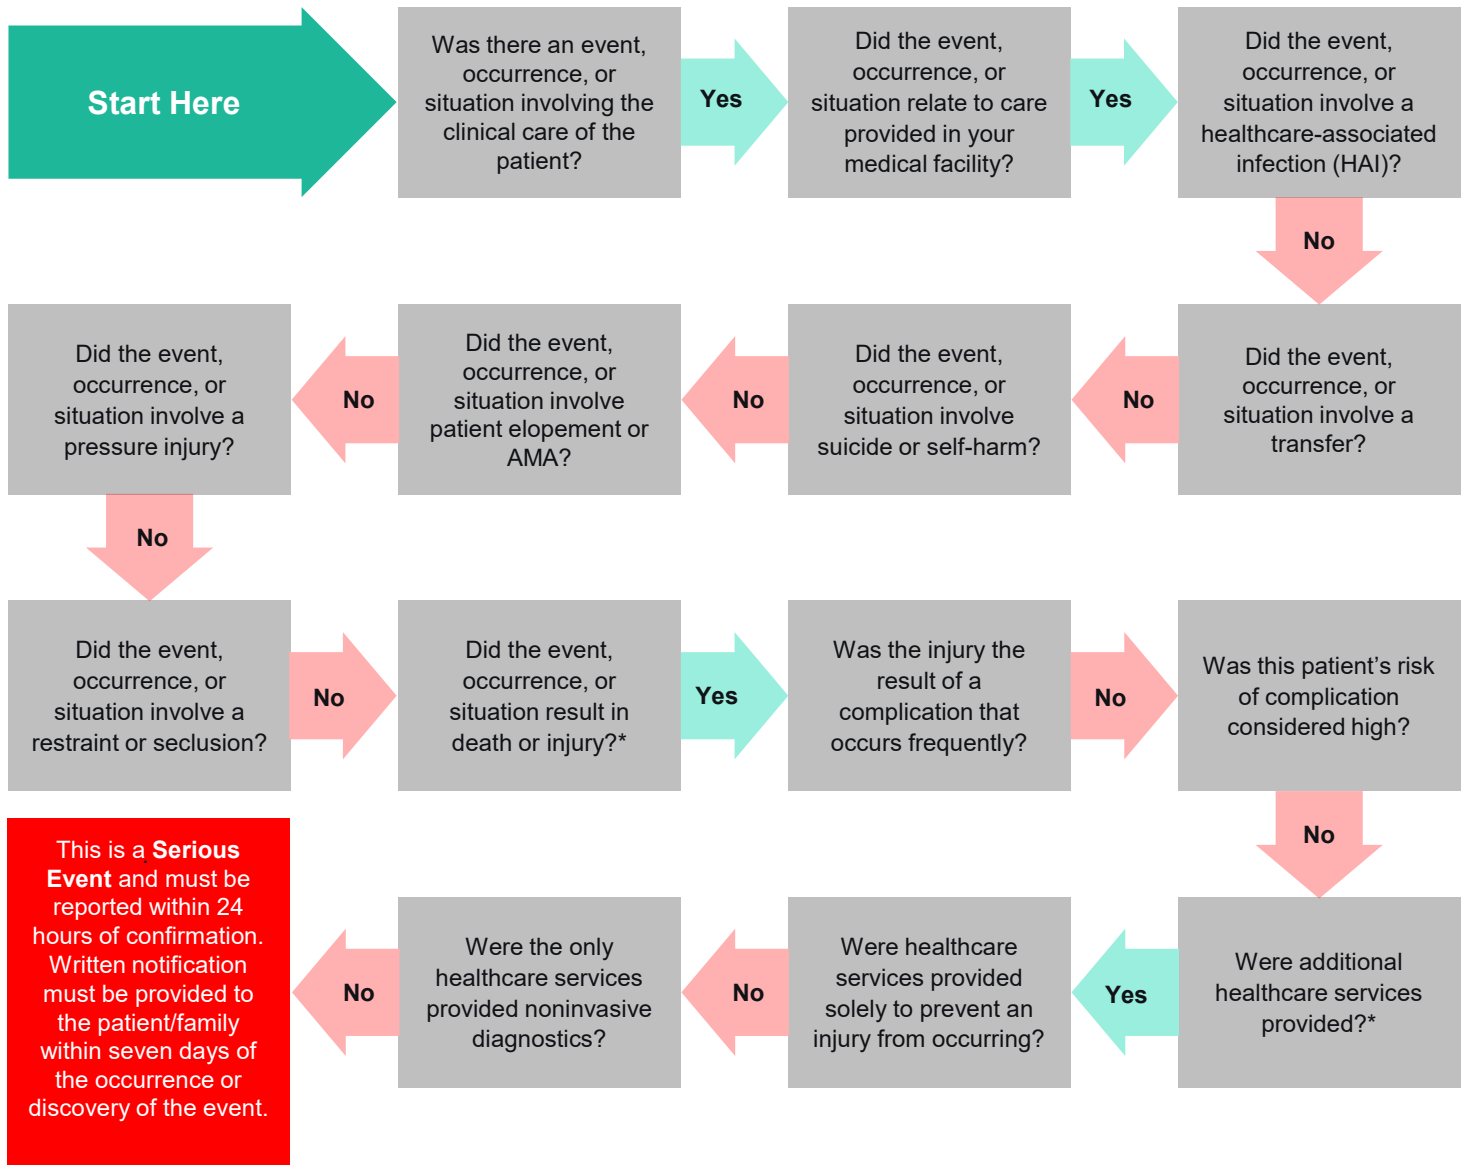 Start Here
Was there an event,
occurrence, or
situation involving the
clinical care of the
patient?
Yes
Did the event,
occurrence, or
situation relate to care
provided in your
medical facility?
Yes
Did the event,
occurrence, or
situation involve a
healthcare-associated
infection (HAI)?
No
Did the event,
occurrence, or
situation involve a
transfer?
No
Did the event,
occurrence, or
situation involve
suicide or self-harm?
No
Did the event,
occurrence, or
situation involve
patient elopement or
AMA?
No
Did the event,
occurrence, or
situation involve a
pressure injury?
No
Did the event,
occurrence, or
situation involve a
restraint or seclusion?
No
Did the event,
occurrence, or
situation result in
death or injury?*
Yes
Was the injury the
result of a
complication that
occurs frequently?
No
Was this patient’s risk
of complication
considered high?
No
Were additional
healthcare services
provided?*
Yes
Were healthcare
services provided
solely to prevent an
injury from occurring?
No
Were the only
healthcare services
provided noninvasive
diagnostics?
No
This is a Serious
Event and must be
reported within 24
hours of confirmation.
Written notification
must be provided to
the patient/family
within seven days of
the occurrence or
discovery of the event.